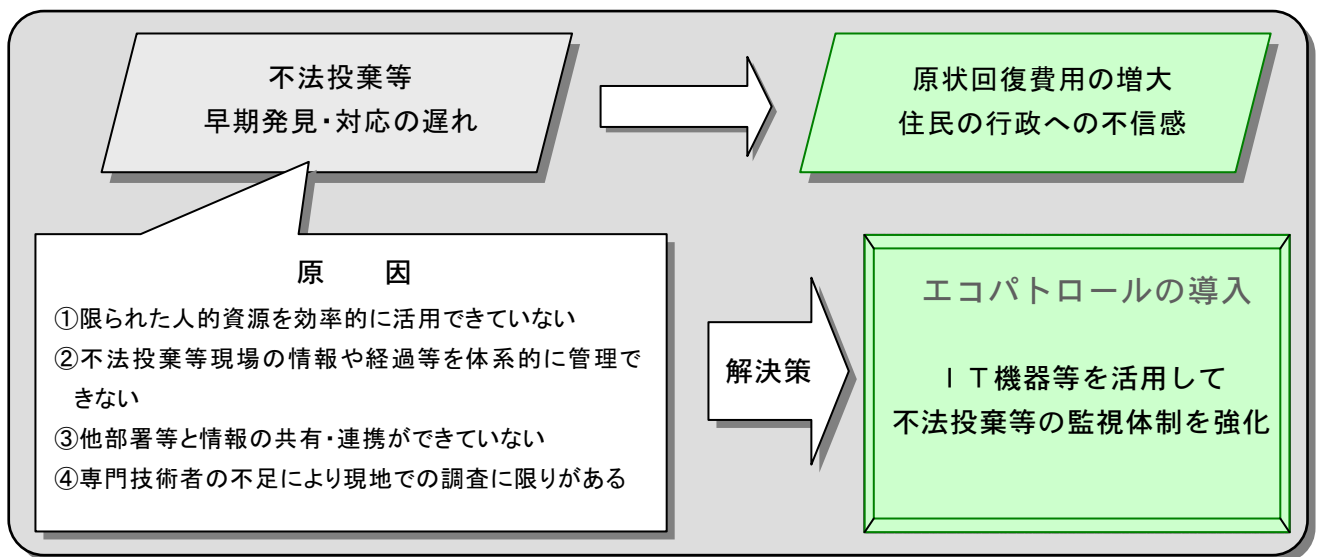 不法投棄等
早期発見・対応の遅れ
原状回復費用の増大
住民の行政への不信感
原　　因
①限られた人的資源を効率的に活用できていない
②不法投棄等現場の情報や経過等を体系的に管理で
きない
③他部署等と情報の共有・連携ができていない
④専門技術者の不足により現地での調査に限りがある
解決策
エコパトロールの導入
ＩＴ機器等を活用して
不法投棄等の監視体制を強化